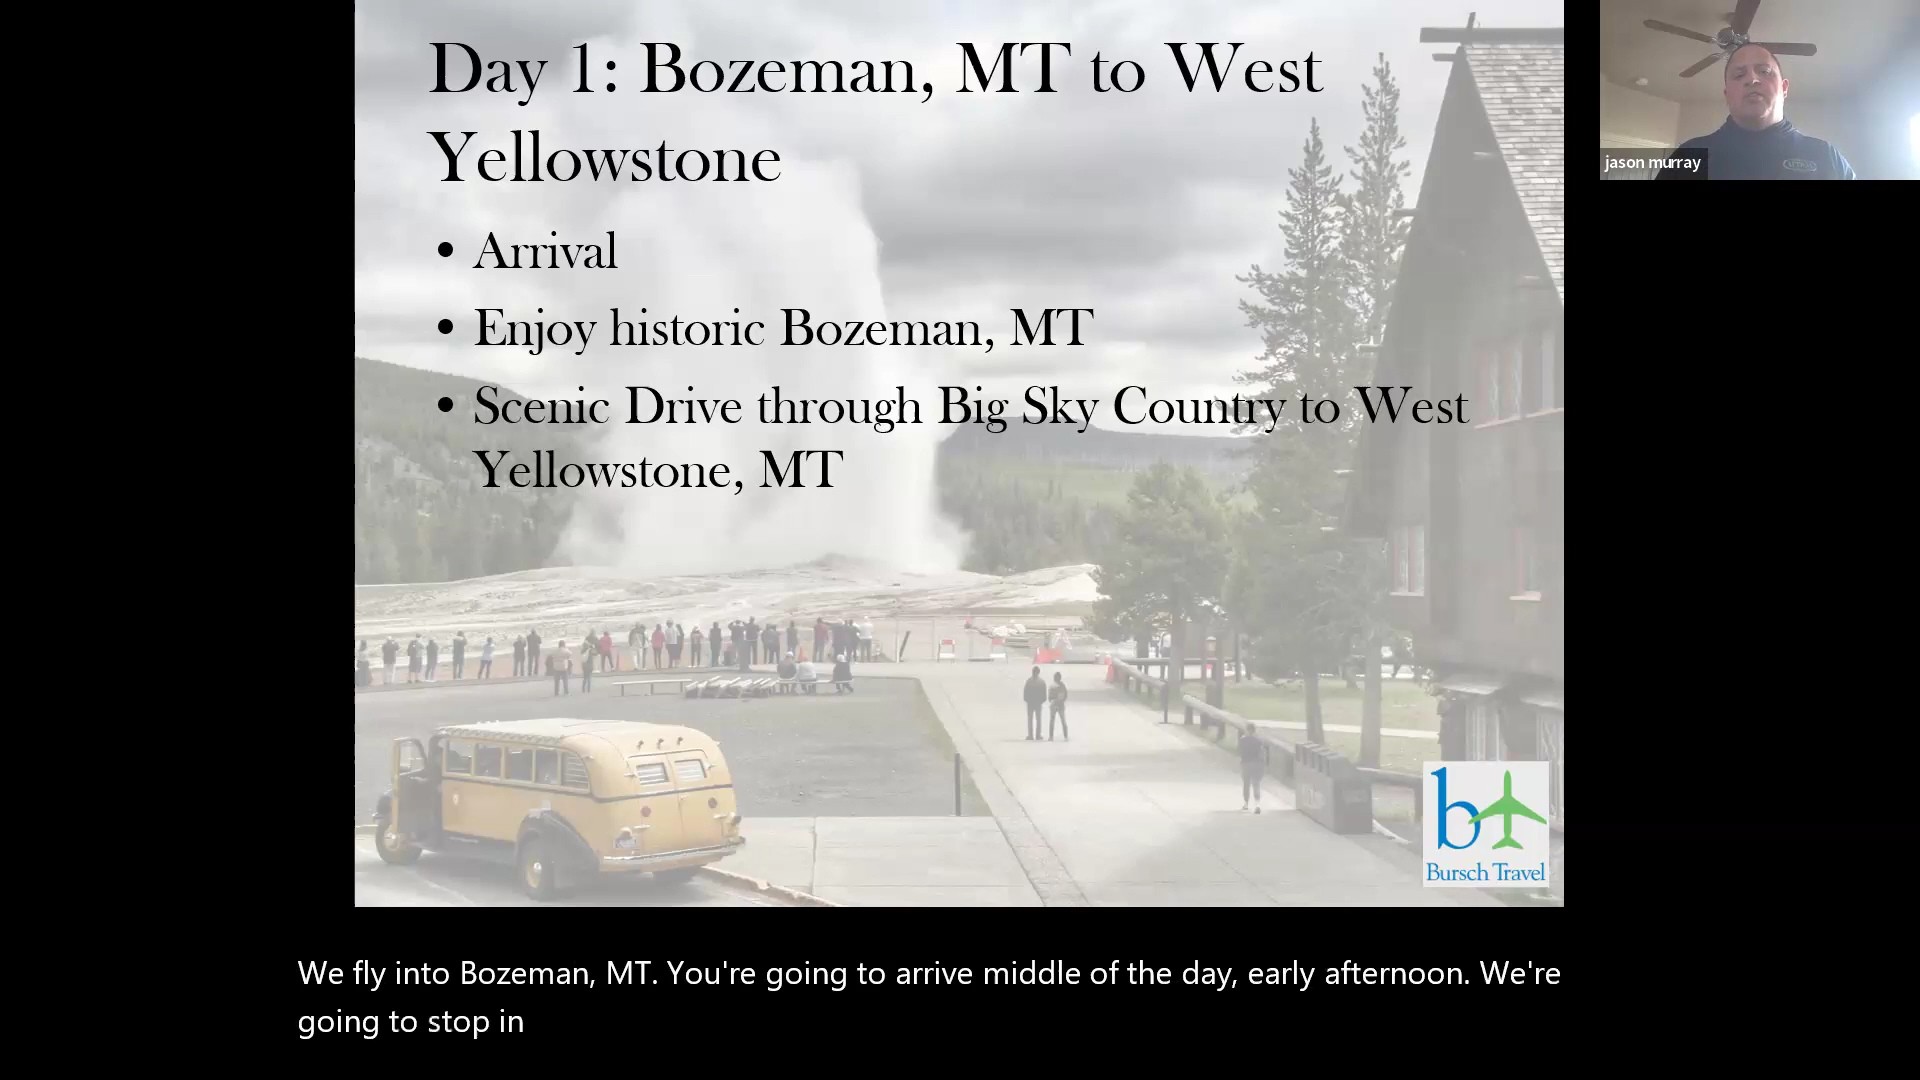 Day 1: Bozeman, MT to West
Yellowstone
• Arrival
• Enjoy historic Bozeman, MT
• Scenic Drive through Big Sky Country to West
Yellowstone, MT
jason murray
b
Bursch Travel
We fly into Bozeman, MT. You're going to arrive middle of the day, early afternoon. We're
going to stop in